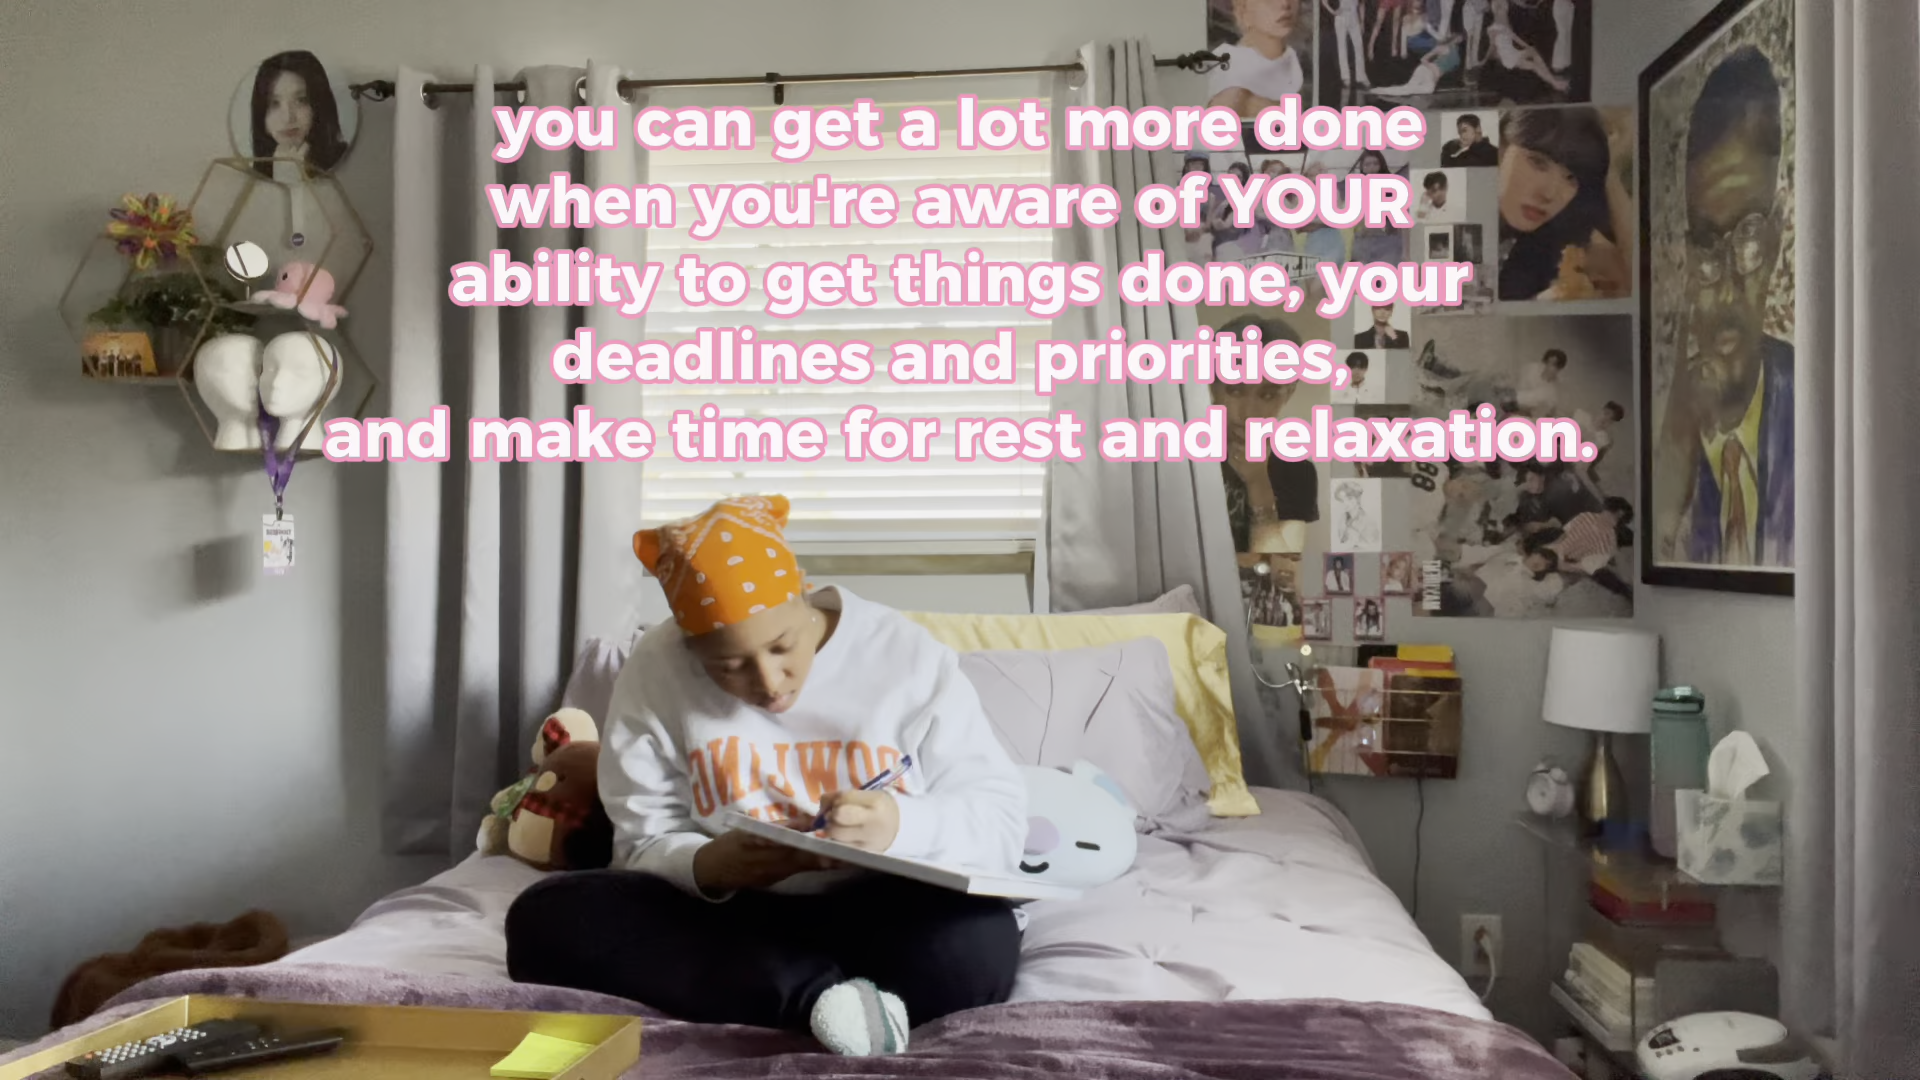 you can get a lot more done
when you're aware of YOUR
ability to get things done, your
deadlines and priorities,
and make time for rest and relaxation.
BOWLING